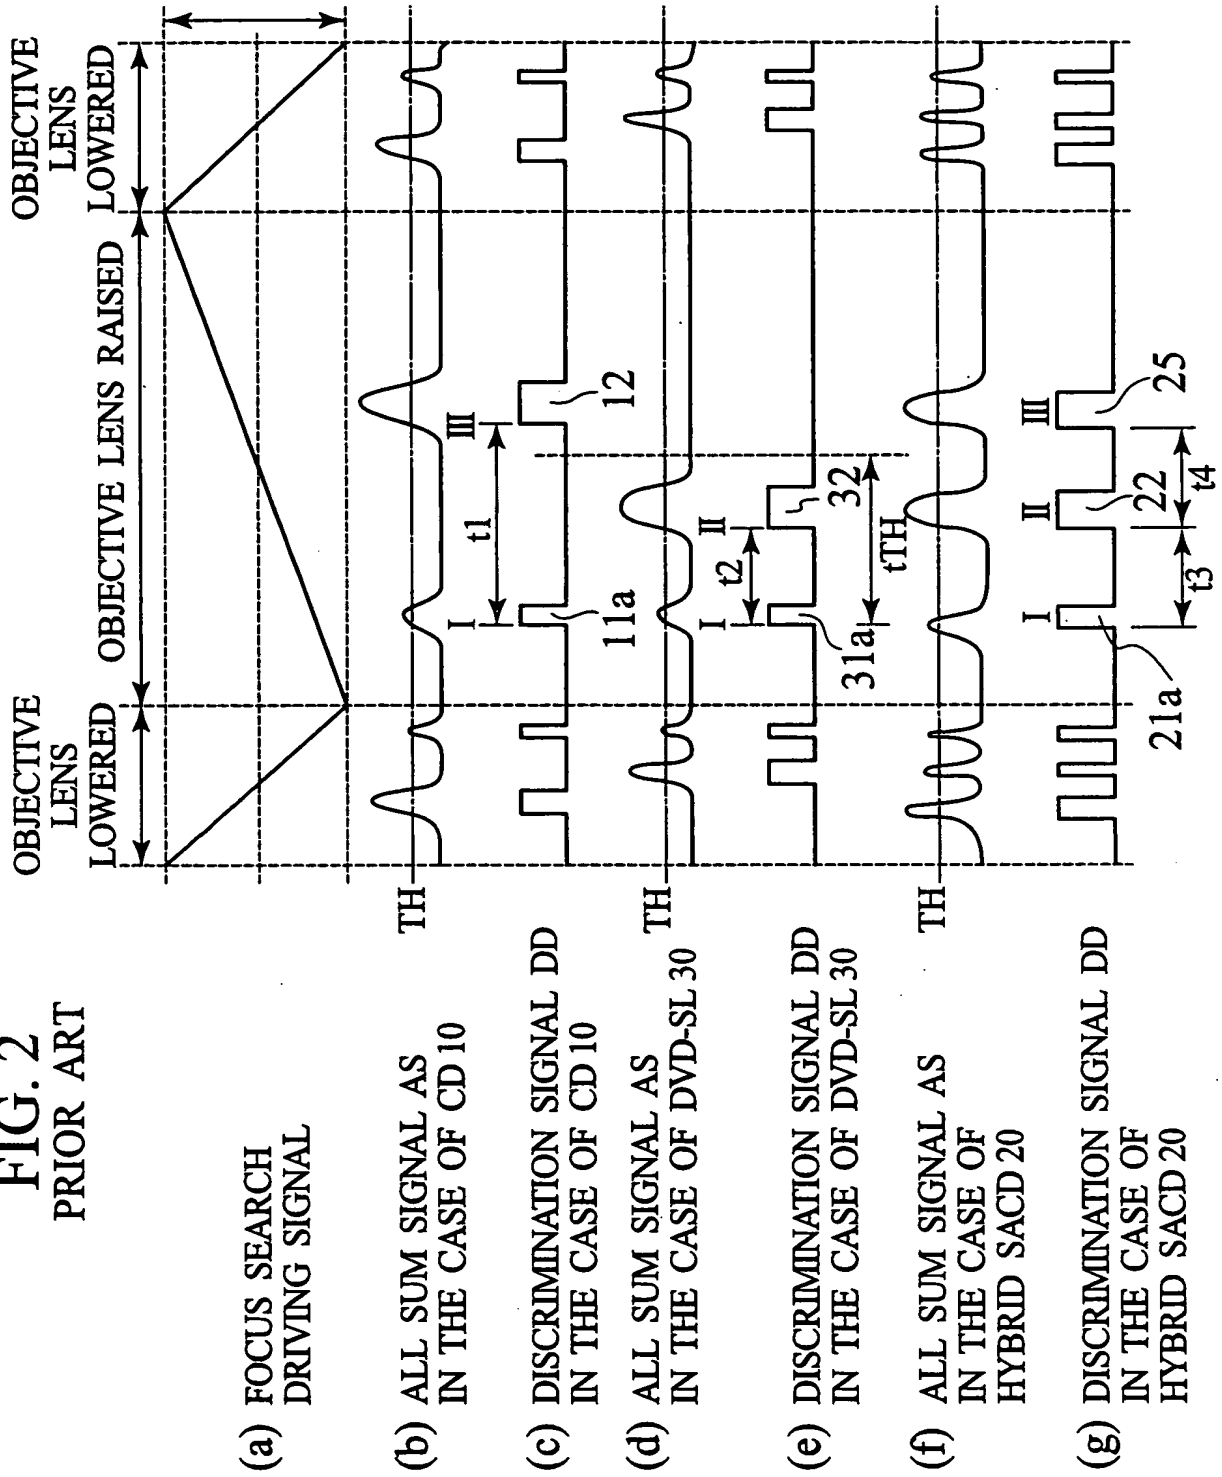 FIG. 2
PRIOR ART
OBJECTIVE
LENS
LOWERED
OBJECTIVE LENS RAISED
OBJECTIVE
LENS
LOWERED
(a) FOCUS SEARCH
DRIVING SIGNAL
(b) ALL SUM SIGNAL AS
IN THE CASE OF CD 10
TH
(c) DISCRIMINATION SIGNAL DD
IN THE CASE OF CD 10
I
t1
III
11a
12
(d) ALL SUM SIGNAL AS
IN THE CASE OF DVD-SL 30
TH
(e) DISCRIMINATION SIGNAL DD
IN THE CASE OF DVD-SL 30
I
t2
II
31a
32
tTH
(f) ALL SUM SIGNAL AS
IN THE CASE OF
HYBRID SACD 20
TH
(g) DISCRIMINATION SIGNAL DD
IN THE CASE OF
HYBRID SACD 20
I
II
III
21a
22
25
t3
t4